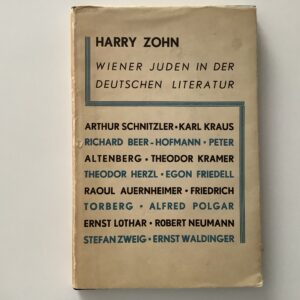 HARRY ZOHN
WIENER JUDEN IN DER
DEUTSCHEN LITERATUR
ARTHUR SCHNITZLER · KARL KRAUS
RICHARD BEER-HOFMANN · PETER
ALTENBERG · THEODOR KRAMER
THEODOR HERZL · EGON FRIEDELL
RAOUL AUERNHEIMER · FRIEDRICH
TORBERG · ALFRED POLGAR
ERNST LOTHAR · ROBERT NEUMANN
STEFAN ZWEIG · ERNST WALDINGER